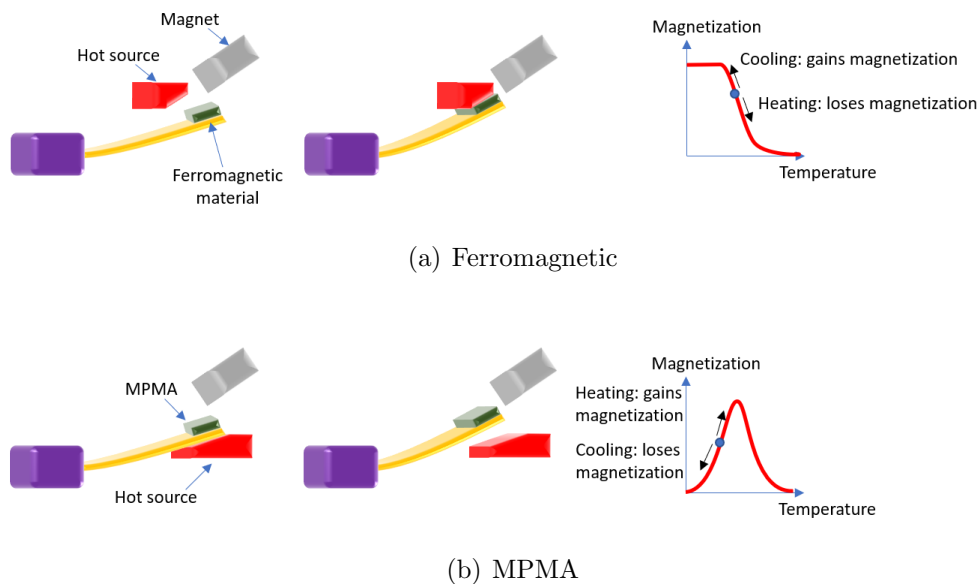 Magnet
Hot source
Ferromagnetic
material
Magnetization
Cooling: gains magnetization
Heating: loses magnetization
Temperature
(a) Ferromagnetic
MPMA
Hot source
Magnetization
Heating: gains
magnetization
Cooling: loses
magnetization
Temperature
(b) MPMA